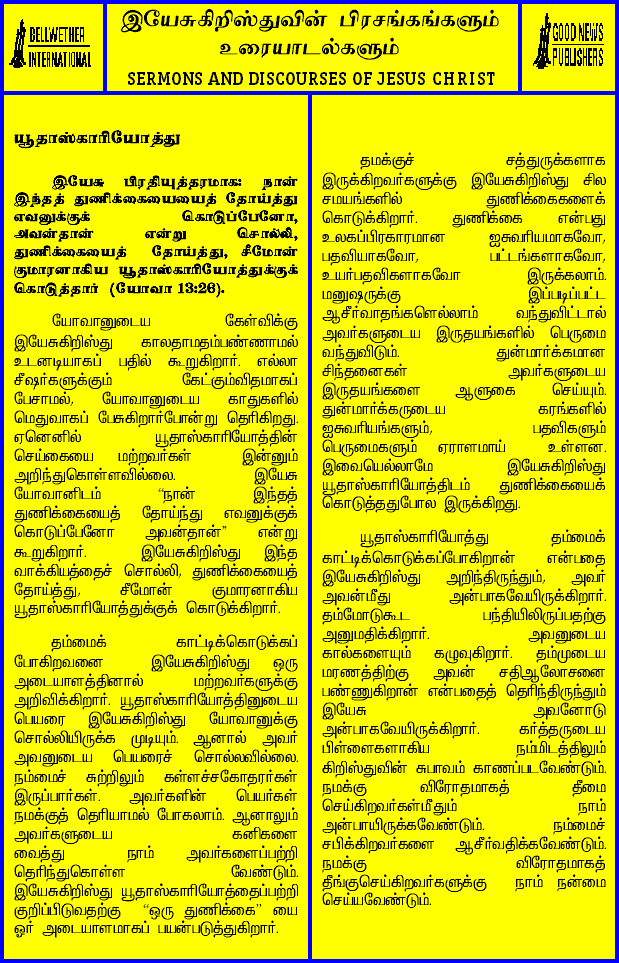 BELLWETHER
INTERNATIONAL
இயேசுகிறிஸ்துவின் பிரசங்கங்களும்
உரையாடல்களும்
SERMONS AND DISCOURSES OF JESUS CHRIST
GOOD NEWS
PUBLISHERS
யூதாஸ்காரியோத்து
இயேசு பிரதியுத்தரமாக: நான்
இந்தத் துணிக்கையையைத் தோய்த்து
எவனுக்குக் கொடுப்பேனோ,
அவன்தான் என்று சொல்லி,
துணிக்கையைத் தோய்த்து, சீமோன்
குமாரனாகிய யூதாஸ்காரியோத்துக்குக்
கொடுத்தார் (யோவா 13:26).
யோவானுடைய கேள்விக்கு
இயேசுகிறிஸ்து காலதாமதம்பண்ணாமல்
உடனடியாகப் பதில் கூறுகிறார். எல்லா
சீஷர்களுக்கும் கேட்கும்விதமாகப்
பேசாமல், யோவானுடைய காதுகளில்
மெதுவாகப் பேசுகிறார்போன்று தெரிகிறது.
ஏனெனில் யூதாஸ்காரியோத்தின்
செய்கையை மற்றவர்கள் இன்னும்
அறிந்துகொள்ளவில்லை. இயேசு
யோவானிடம் “நான் இந்தத்
துணிக்கையைத் தோய்ந்து எவனுக்குக்
கொடுப்பேனோ அவன்தான்” என்று
கூறுகிறார். இயேசுகிறிஸ்து இந்த
வாக்கியத்தைச் சொல்லி, துணிக்கையைத்
தோய்த்து, சீமோன் குமாரனாகிய
யூதாஸ்காரியோத்துக்குக் கொடுக்கிறார்.
தம்மைக் காட்டிக்கொடுக்கப்
போகிறவனை இயேசுகிறிஸ்து ஒரு
அடையாளத்தினால் மற்றவர்களுக்கு
அறிவிக்கிறார். யூதாஸ்காரியோத்தினுடைய
பெயரை இயேசுகிறிஸ்து யோவானுக்கு
சொல்லியிருக்க முடியும். ஆனால் அவர்
அவனுடைய பெயரைச் சொல்லவில்லை.
நம்மைச் சுற்றிலும் கள்ளச்சகோதரர்கள்
இருப்பார்கள். அவர்களின் பெயர்கள்
நமக்குத் தெரியாமல் போகலாம். ஆனாலும்
அவர்களுடைய கனிகளை
வைத்து நாம் அவர்களைப்பற்றி
தெரிந்துகொள்ள வேண்டும்.
இயேசுகிறிஸ்து யூதாஸ்காரியோத்தைப்பற்றி
குறிப்பிடுவதற்கு “ஒரு துணிக்கை” யை
ஓர் அடையாளமாகப் பயன்படுத்துகிறார்.
தமக்குச் சத்துருக்களாக
இருக்கிறவர்களுக்கு இயேசுகிறிஸ்து சில
சமயங்களில் துணிக்கைகளைக்
கொடுக்கிறார். துணிக்கை என்பது
உலகப்பிரகாரமான ஐசுவரியமாகவோ,
பதவியாகவோ, பட்டங்களாகவோ,
உயர்பதவிகளாகவோ இருக்கலாம்.
மனுஷருக்கு இப்படிப்பட்ட
ஆசீர்வாதங்களெல்லாம் வந்துவிட்டால்
அவர்களுடைய இருதயங்களில் பெருமை
வந்துவிடும். துன்மார்க்கமான
சிந்தனைகள் அவர்களுடைய
இருதயங்களை ஆளுகை செய்யும்.
துன்மார்க்கருடைய கரங்களில்
ஐசுவரியங்களும், பதவிகளும்
பெருமைகளும் ஏராளமாய் உள்ளன.
இவையெல்லாமே இயேசுகிறிஸ்து
யூதாஸ்காரியோத்திடம் துணிக்கையைக்
கொடுத்ததுபோல இருக்கிறது.
யூதாஸ்காரியோத்து தம்மைக்
காட்டிக்கொடுக்கப்போகிறான் என்பதை
இயேசுகிறிஸ்து அறிந்திருந்தும், அவர்
அவன்மீது அன்பாகவேயிருக்கிறார்.
தம்மோடுகூட பந்தியிலிருப்பதற்கு
அனுமதிக்கிறார். அவனுடைய
கால்களையும் கழுவுகிறார். தம்முடைய
மரணத்திற்கு அவன் சதிஆலோசனை
பண்ணுகிறான் என்பதைத் தெரிந்திருந்தும்
இயேசு அவனோடு
அன்பாகவேயிருக்கிறார். கர்த்தருடைய
பிள்ளைகளாகிய நம்மிடத்திலும்
கிறிஸ்துவின் சுபாவம் காணப்படவேண்டும்.
நமக்கு விரோதமாகத் தீமை
செய்கிறவர்கள்மீதும் நாம்
அன்பாயிருக்கவேண்டும். நம்மைச்
சபிக்கிறவர்களை ஆசீர்வதிக்கவேண்டும்.
நமக்கு விரோதமாகத்
தீங்குசெய்கிறவர்களுக்கு நாம் நன்மை
செய்யவேண்டும்.